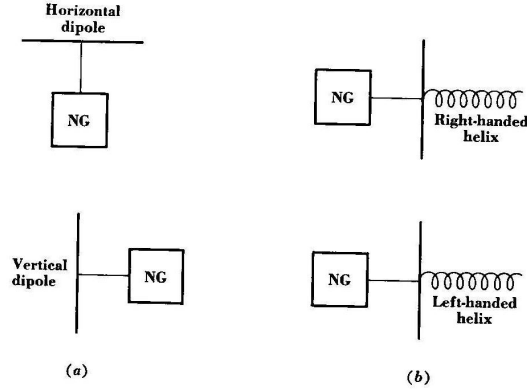 Horizontal
dipole
NG
NG
Right-handed
helix
Vertical
dipole
NG
NG
Left-handed
helix
(a)
(b)